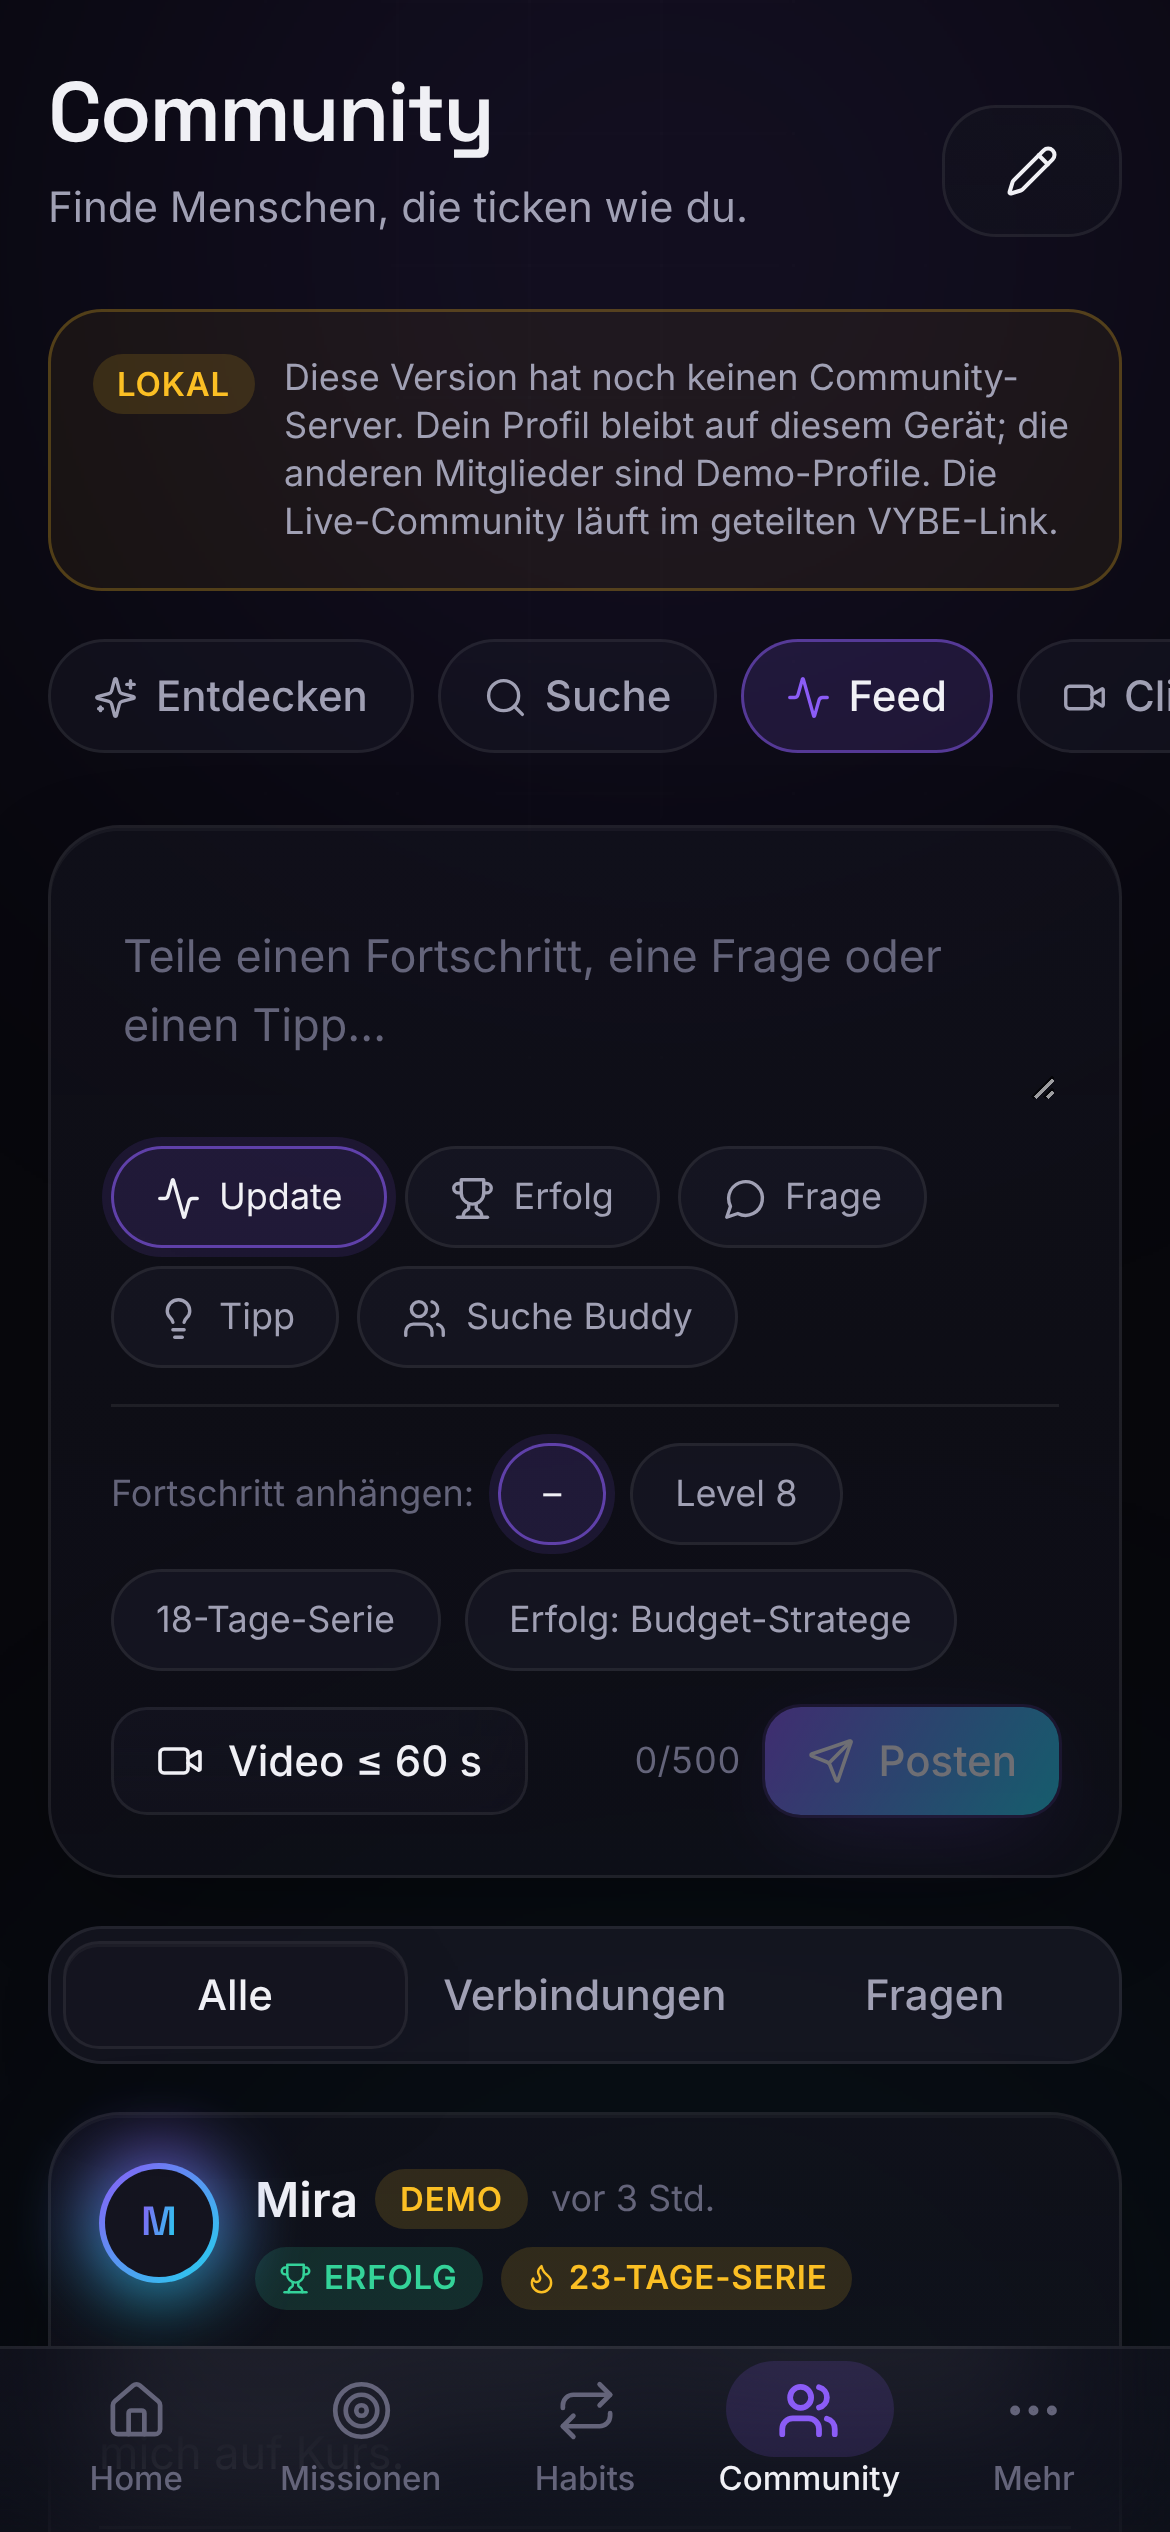 Community
Finde Menschen, die ticken wie du.
LOKAL
Diese Version hat noch keinen Community-
Server. Dein Profil bleibt auf diesem Gerät; die
anderen Mitglieder sind Demo-Profile. Die
Live-Community läuft im geteilten VYBE-Link.
Entdecken
Suche
Feed
Cli
Teile einen Fortschritt, eine Frage oder
einen Tipp...
Update
Erfolg
Frage
Tipp
Suche Buddy
Fortschritt anhängen:
–
Level 8
18-Tage-Serie
Erfolg: Budget-Stratege
Video ≤ 60 s
0/500
Posten
Alle
Verbindungen
Fragen
M
Mira
DEMO
vor 3 Std.
ERFOLG
23-TAGE-SERIE
mich auf Kurs.
Home
Missionen
Habits
Community
Mehr